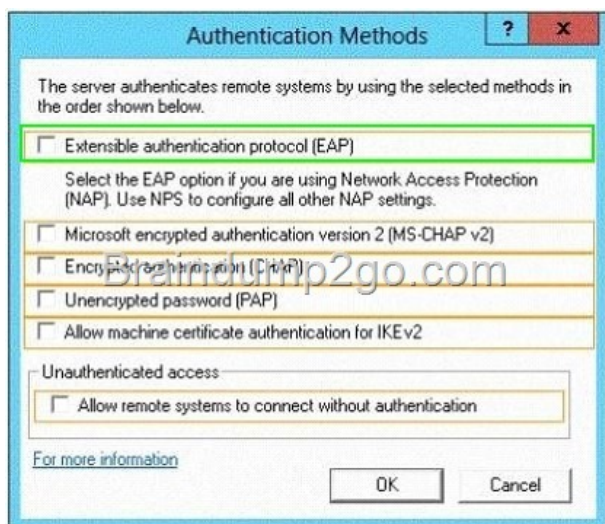 Authentication Methods
?
x
The server authenticates remote systems by using the selected methods in
the order shown below.
Extensible authentication protocol (EAP)
Select the EAP option if you are using Network Access Protection
(NAP). Use NPS to configure all other NAP settings.
Microsoft encrypted authentication version 2 (MS-CHAP v2)
Encrypted authentication (CHAP)
Braindump2go.com
Unencrypted password (PAP)
Allow machine certificate authentication for IKEv2
Unauthenticated access
Allow remote systems to connect without authentication
For more information
OK
Cancel